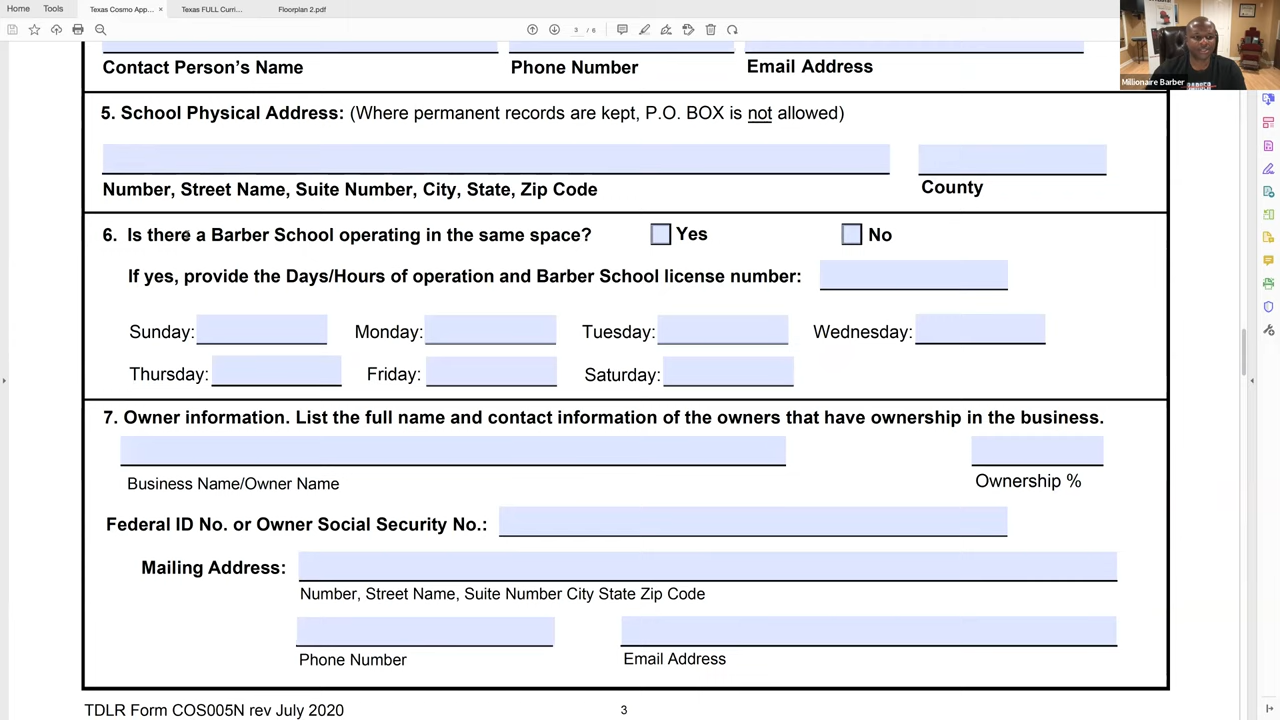 Home Tools Texas Cosmo App... × Texas FULL Curri... Floorplan 2.pdf
3 / 6
Millionaire Barber
Contact Person's Name Phone Number Email Address
5. School Physical Address: (Where permanent records are kept, P.O. BOX is not allowed)
Number, Street Name, Suite Number, City, State, Zip Code County
6. Is there a Barber School operating in the same space? Yes No
If yes, provide the Days/Hours of operation and Barber School license number:
Sunday: Monday: Tuesday: Wednesday:
Thursday: Friday: Saturday:
7. Owner information. List the full name and contact information of the owners that have ownership in the business.
Business Name/Owner Name Ownership %
Federal ID No. or Owner Social Security No.:
Mailing Address:
Number, Street Name, Suite Number City State Zip Code
Phone Number Email Address
TDLR Form COS005N rev July 2020 3